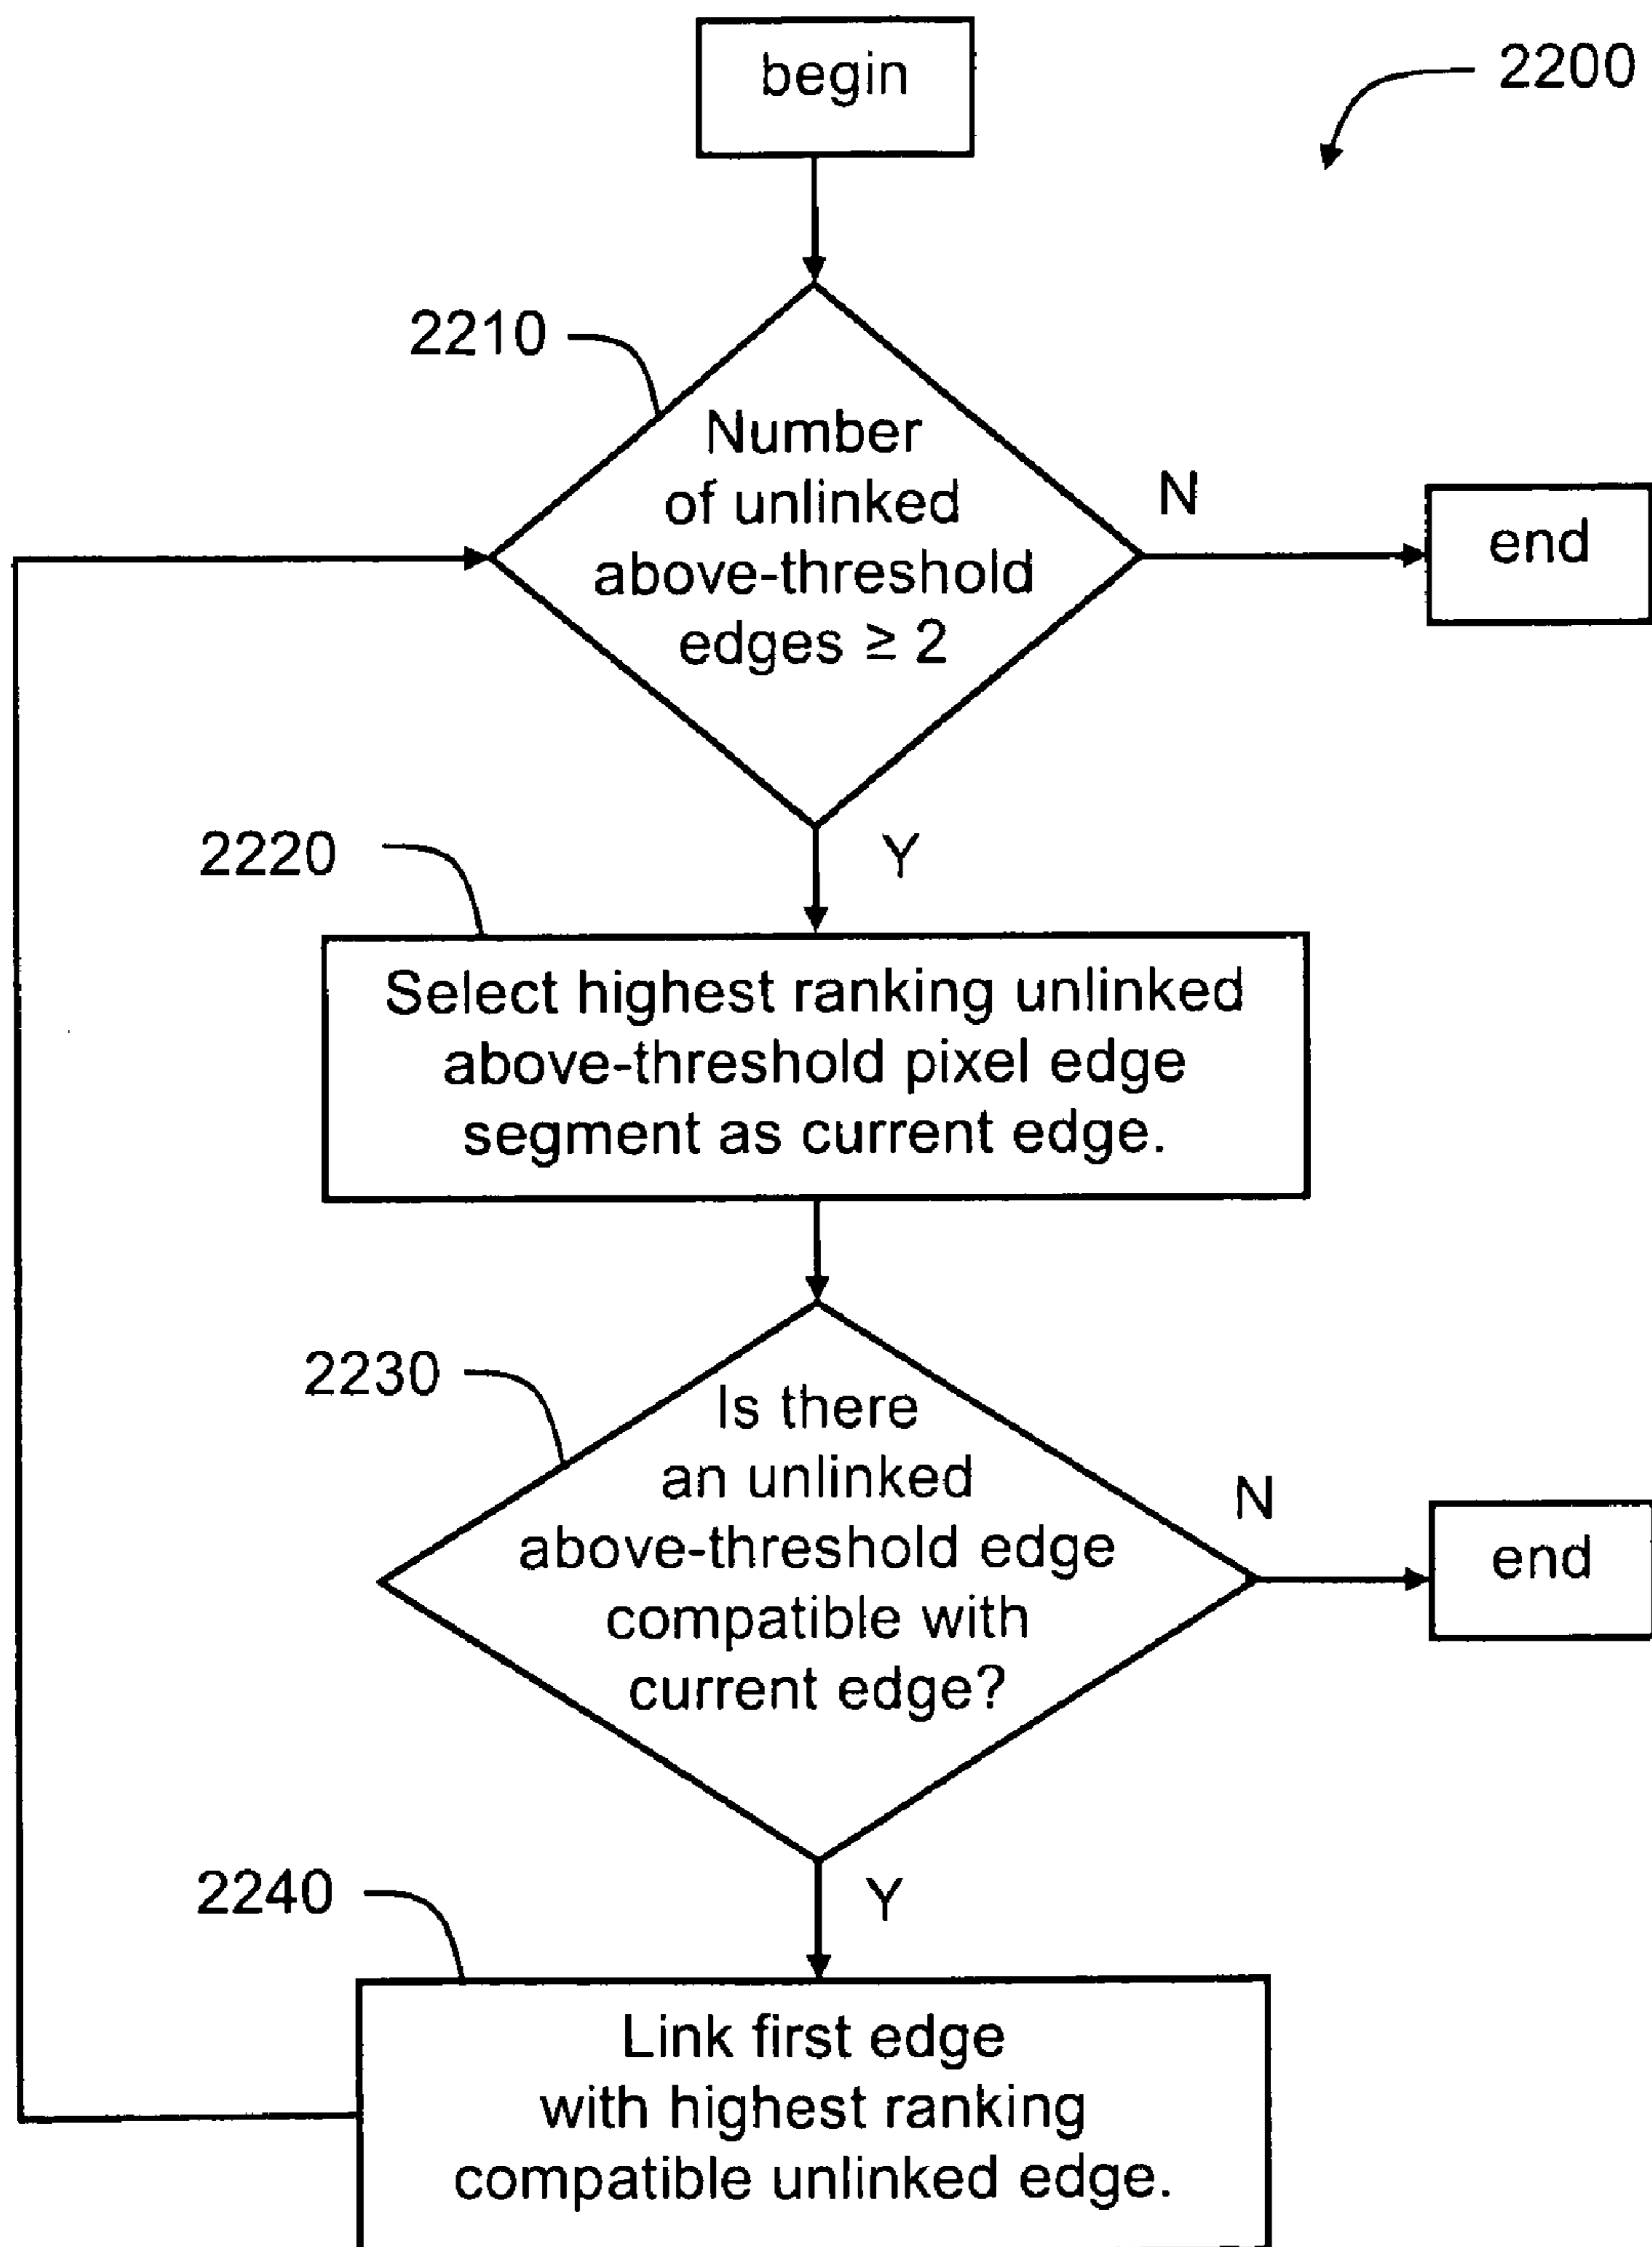 begin
2200
2210
Number
of unlinked
above-threshold
edges ≥ 2
N
end
Y
2220
Select highest ranking unlinked
above-threshold pixel edge
segment as current edge.
2230
Is there
an unlinked
above-threshold edge
compatible with
current edge?
N
end
Y
2240
Link first edge
with highest ranking
compatible unlinked edge.